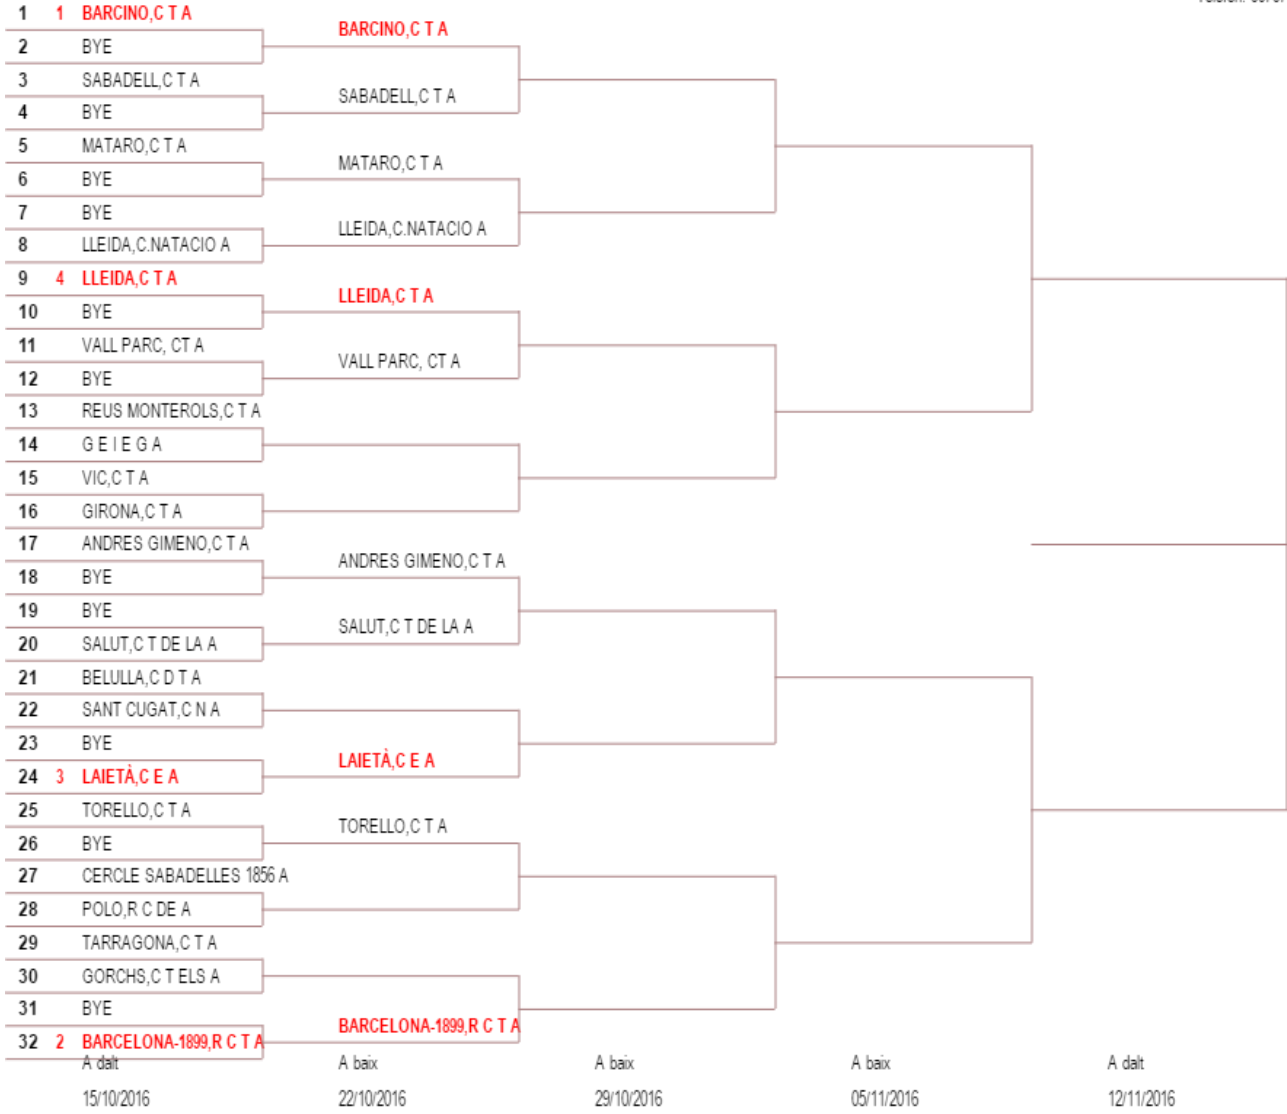 1 1 BARCINO,C T A
BARCINO,C T A
2 BYE
3 SABADELL,C T A
SABADELL,C T A
4 BYE
5 MATARO,C T A
MATARO,C T A
6 BYE
7 BYE
LLEIDA,C.NATACIO A
8 LLEIDA,C.NATACIO A
9 4 LLEIDA,C T A
LLEIDA,C T A
10 BYE
11 VALL PARC, CT A
VALL PARC, CT A
12 BYE
13 REUS MONTEROLS,C T A
14 G E I E G A
15 VIC,C T A
16 GIRONA,C T A
17 ANDRES GIMENO,C T A
ANDRES GIMENO,C T A
18 BYE
19 BYE
SALUT,C T DE LA A
20 SALUT,C T DE LA A
21 BELULLA,C D T A
22 SANT CUGAT,C N A
23 BYE
LAIETÀ,C E A
24 3 LAIETÀ,C E A
25 TORELLO,C T A
TORELLO,C T A
26 BYE
27 CERCLE SABADELLES 1856 A
28 POLO,R C DE A
29 TARRAGONA,C T A
30 GORCHS,C T ELS A
31 BYE
BARCELONA-1899,R C T A
32 2 BARCELONA-1899,R C T A
A dalt A baix A baix A baix A dalt
15/10/2016 22/10/2016 29/10/2016 05/11/2016 12/11/2016